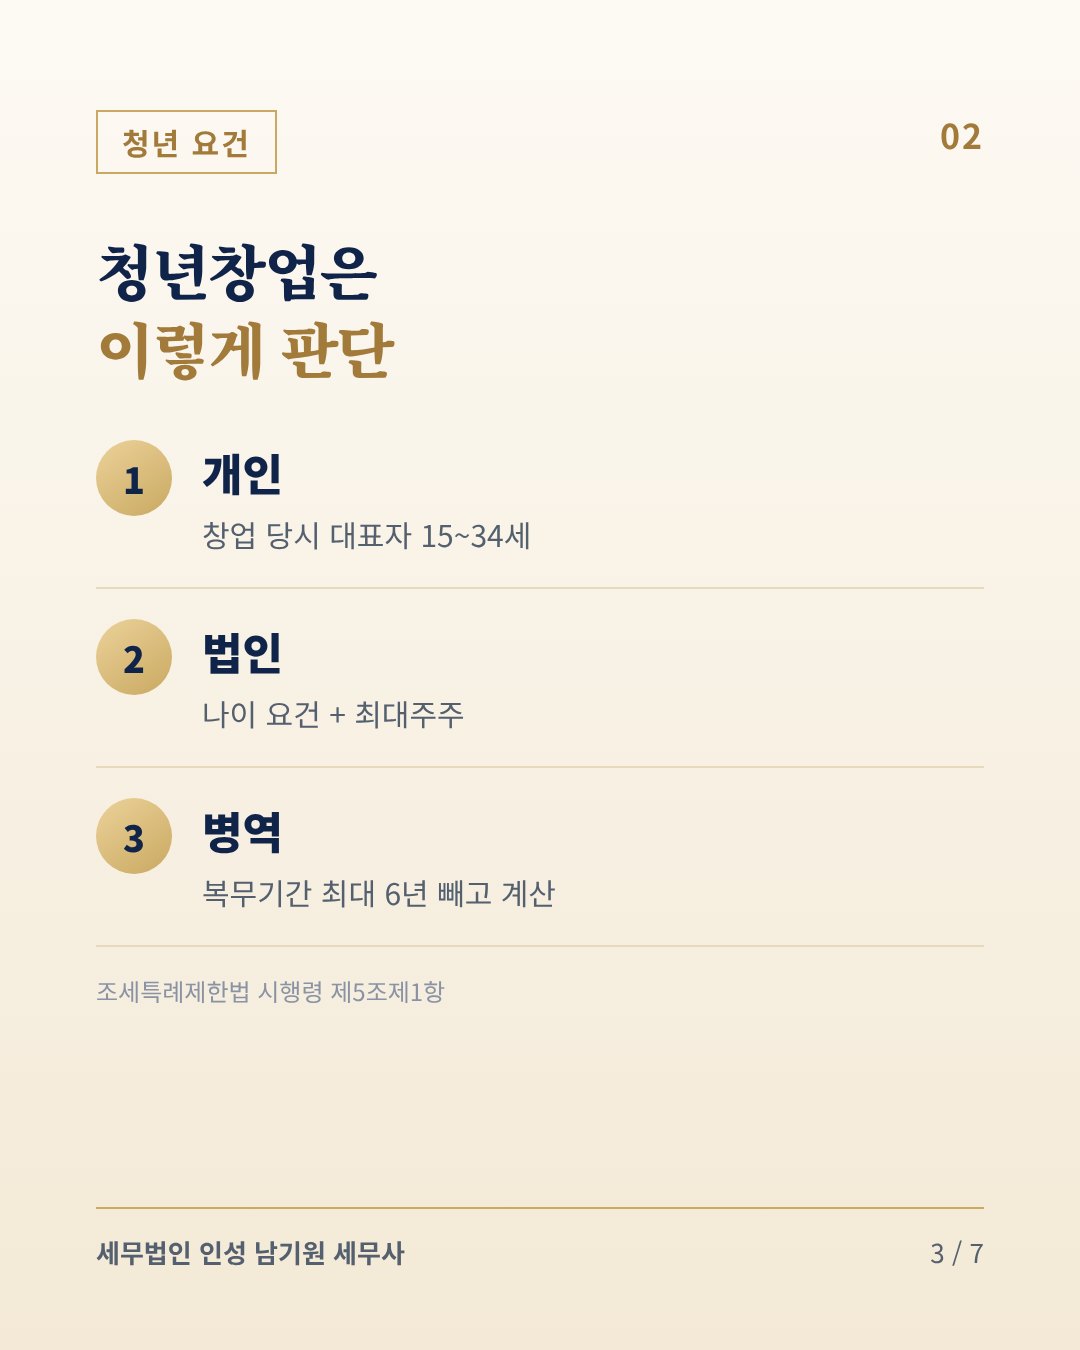 청년 요건
02
청년창업은
이렇게 판단
1
개인
창업 당시 대표자 15~34세
2
법인
나이 요건 + 최대주주
3
병역
복무기간 최대 6년 빼고 계산
조세특례제한법 시행령 제5조제1항
세무법인 인성 남기원 세무사
3 / 7